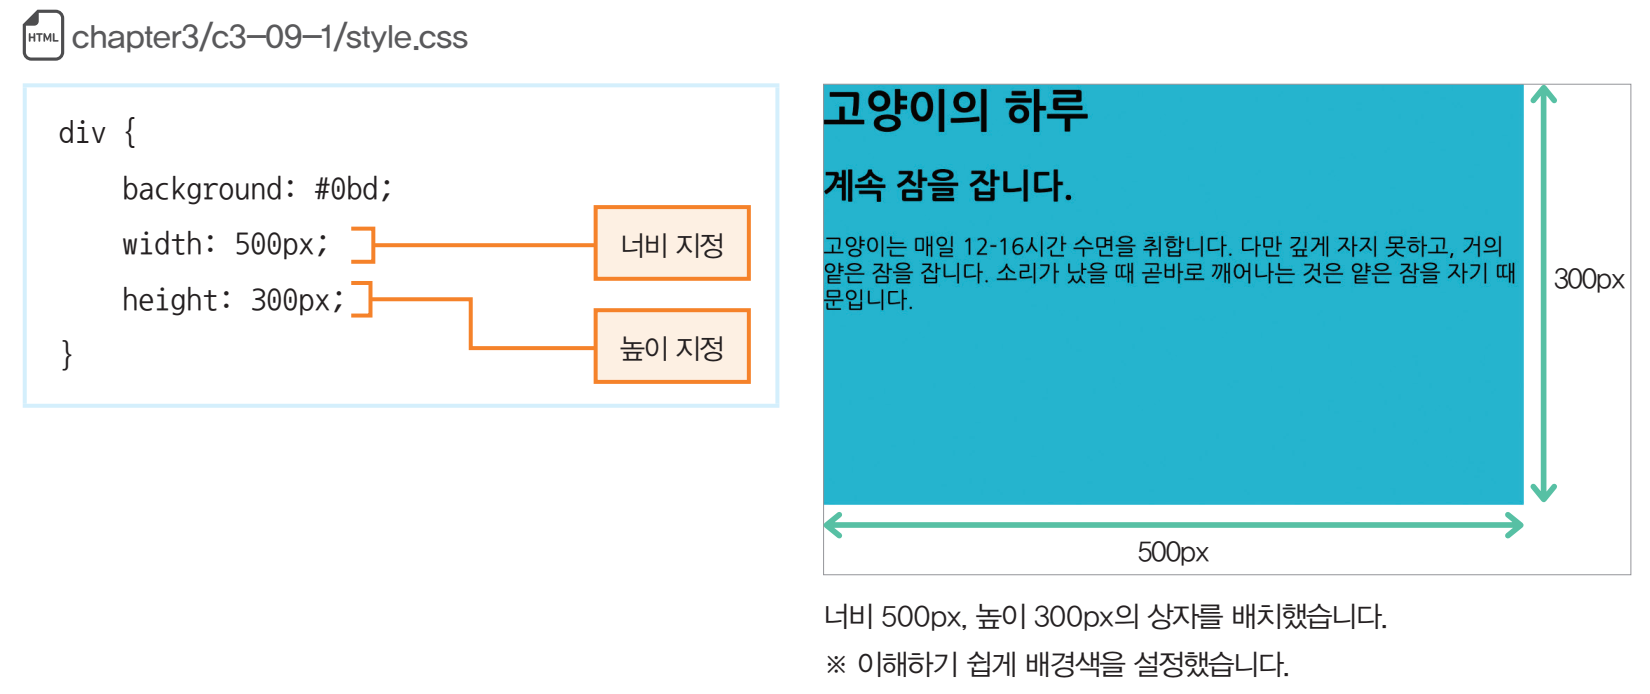 HTML chapter3/c3-09-1/style.css
div {
background: #0bd;
width: 500px;
너비 지정
height: 300px;
높이 지정
}
고양이의 하루
계속 잠을 잡니다.
고양이는 매일 12-16시간 수면을 취합니다. 다만 깊게 자지 못하고, 거의
얕은 잠을 잡니다. 소리가 났을 때 곧바로 깨어나는 것은 얕은 잠을 자기 때
문입니다.
300px
500px
너비 500px, 높이 300px의 상자를 배치했습니다.
※ 이해하기 쉽게 배경색을 설정했습니다.